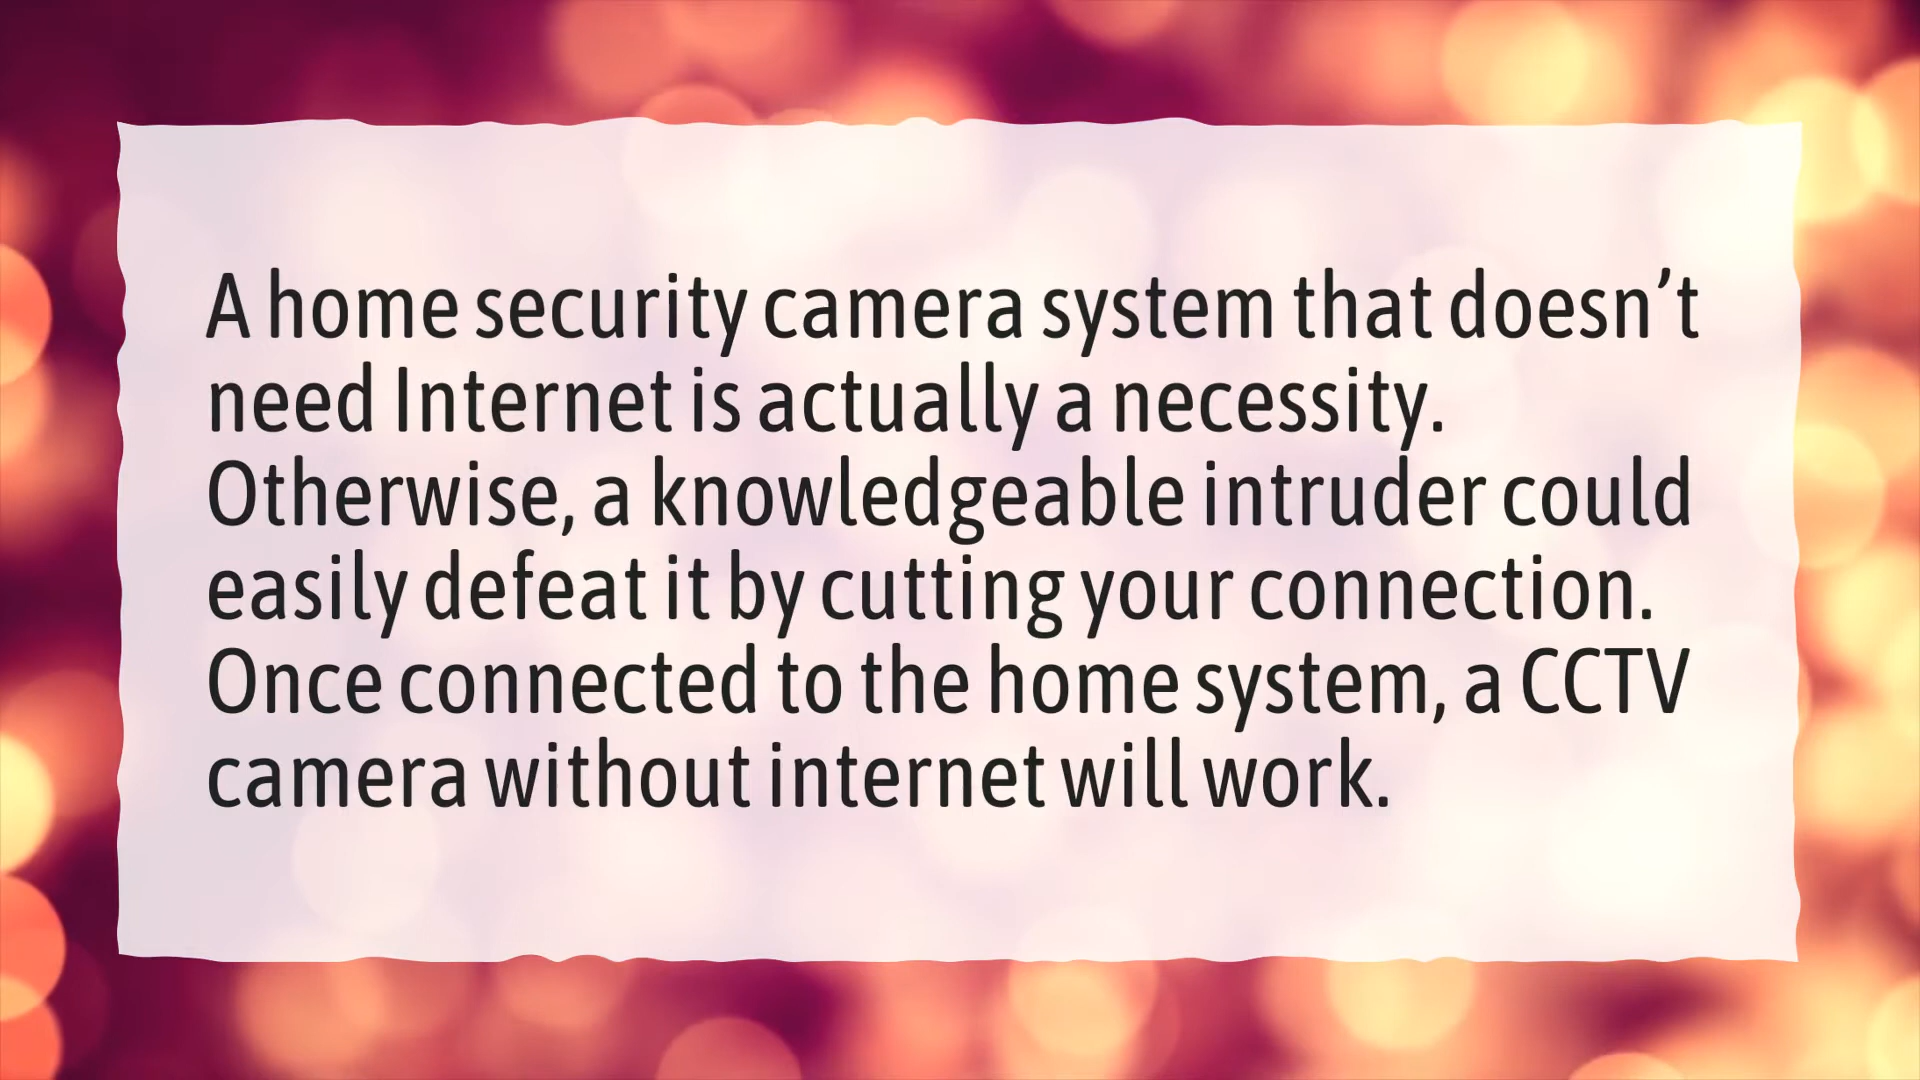 A home security camera system that doesn’t
need Internet is actually a necessity.
Otherwise, a knowledgeable intruder could
easily defeat it by cutting your connection.
Once connected to the home system, a CCTV
camera without internet will work.